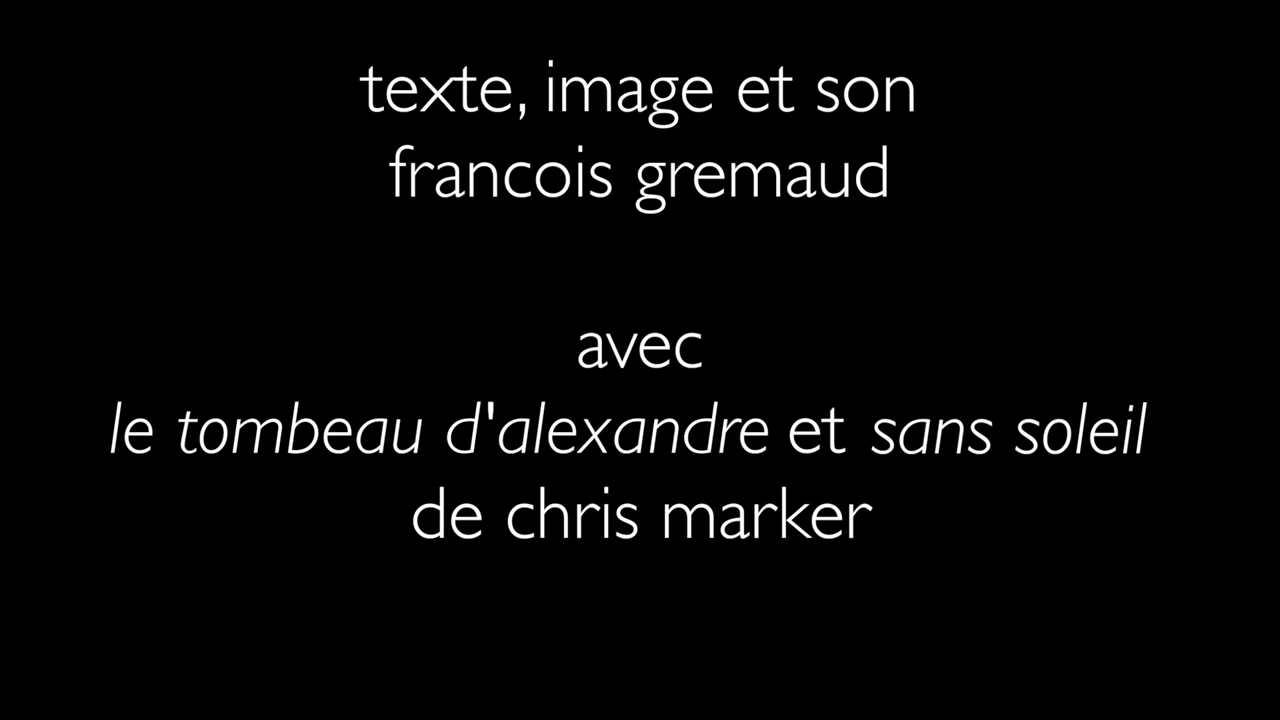 texte, image et son
francois gremaud
avec
le tombeau d'alexandre et sans soleil
de chris marker